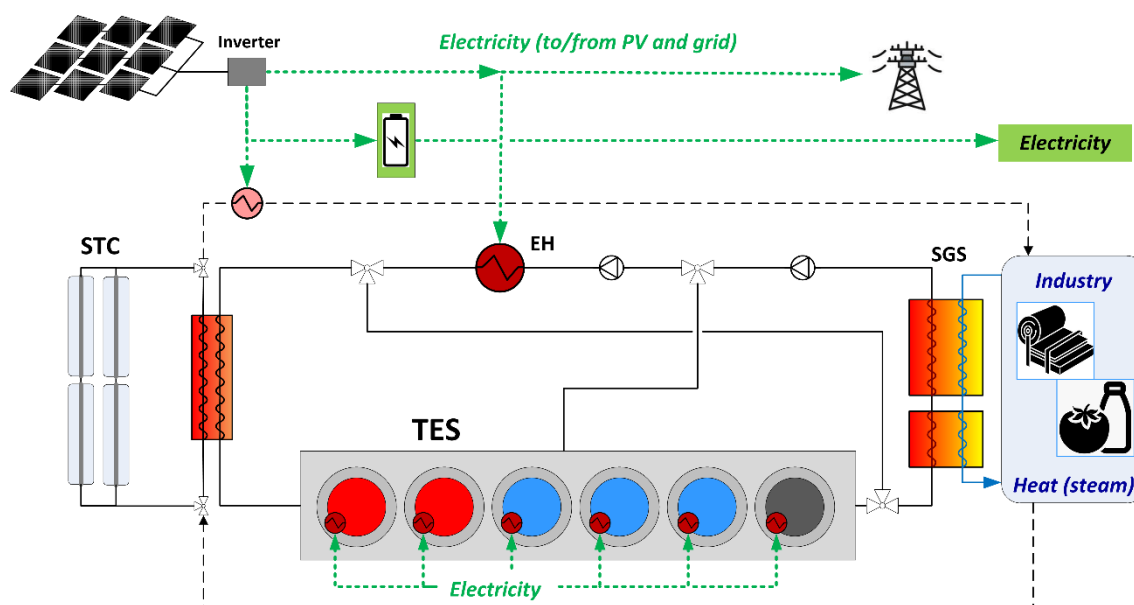 Inverter
Electricity (to/from PV and grid)
Electricity
STC
EH
SGS
Industry
TES
Heat (steam)
Electricity